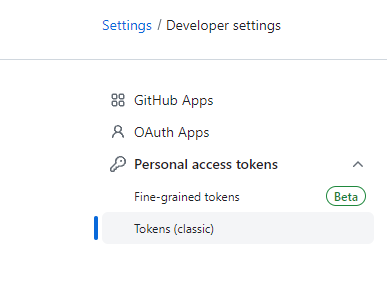 Settings / Developer settings
GitHub Apps
OAuth Apps
Personal access tokens
Fine-grained tokens Beta
Tokens (classic)